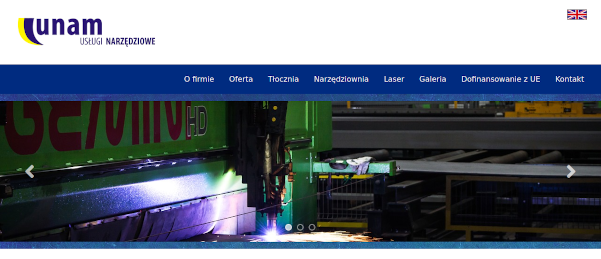 unam
USŁUGI NARZĘDZIOWE
O firmie Oferta Tłocznia Narzędziownia Laser Galeria Dofinansowanie z UE Kontakt
GEMINI HD